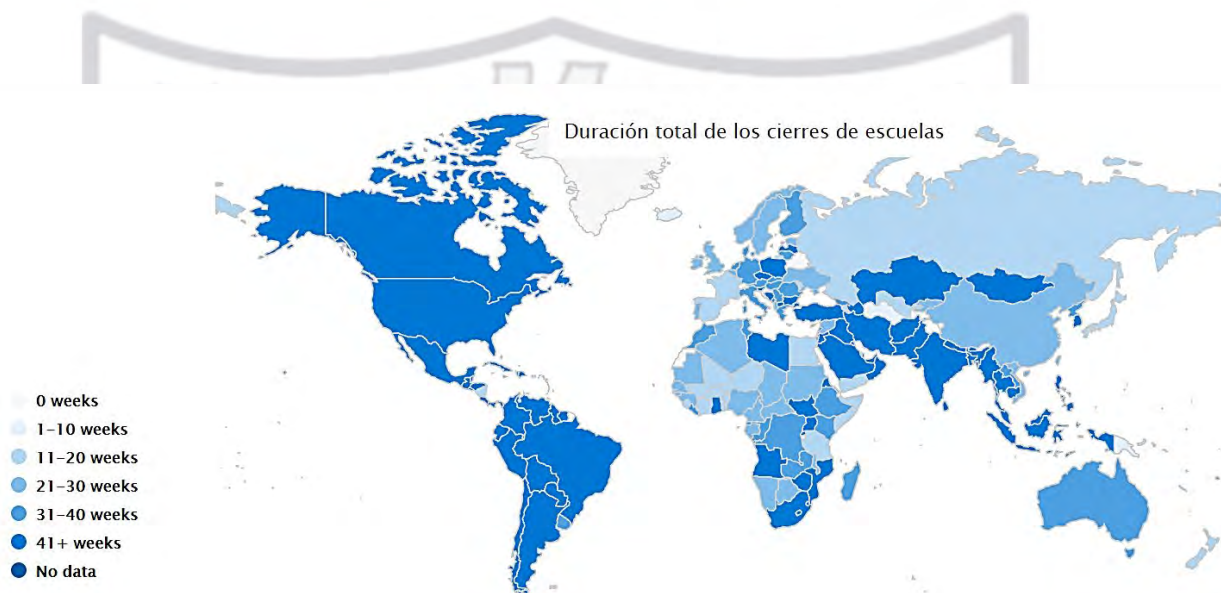 Duración total de los cierres de escuelas
0 weeks
1-10 weeks
11-20 weeks
21-30 weeks
31-40 weeks
41+ weeks
No data